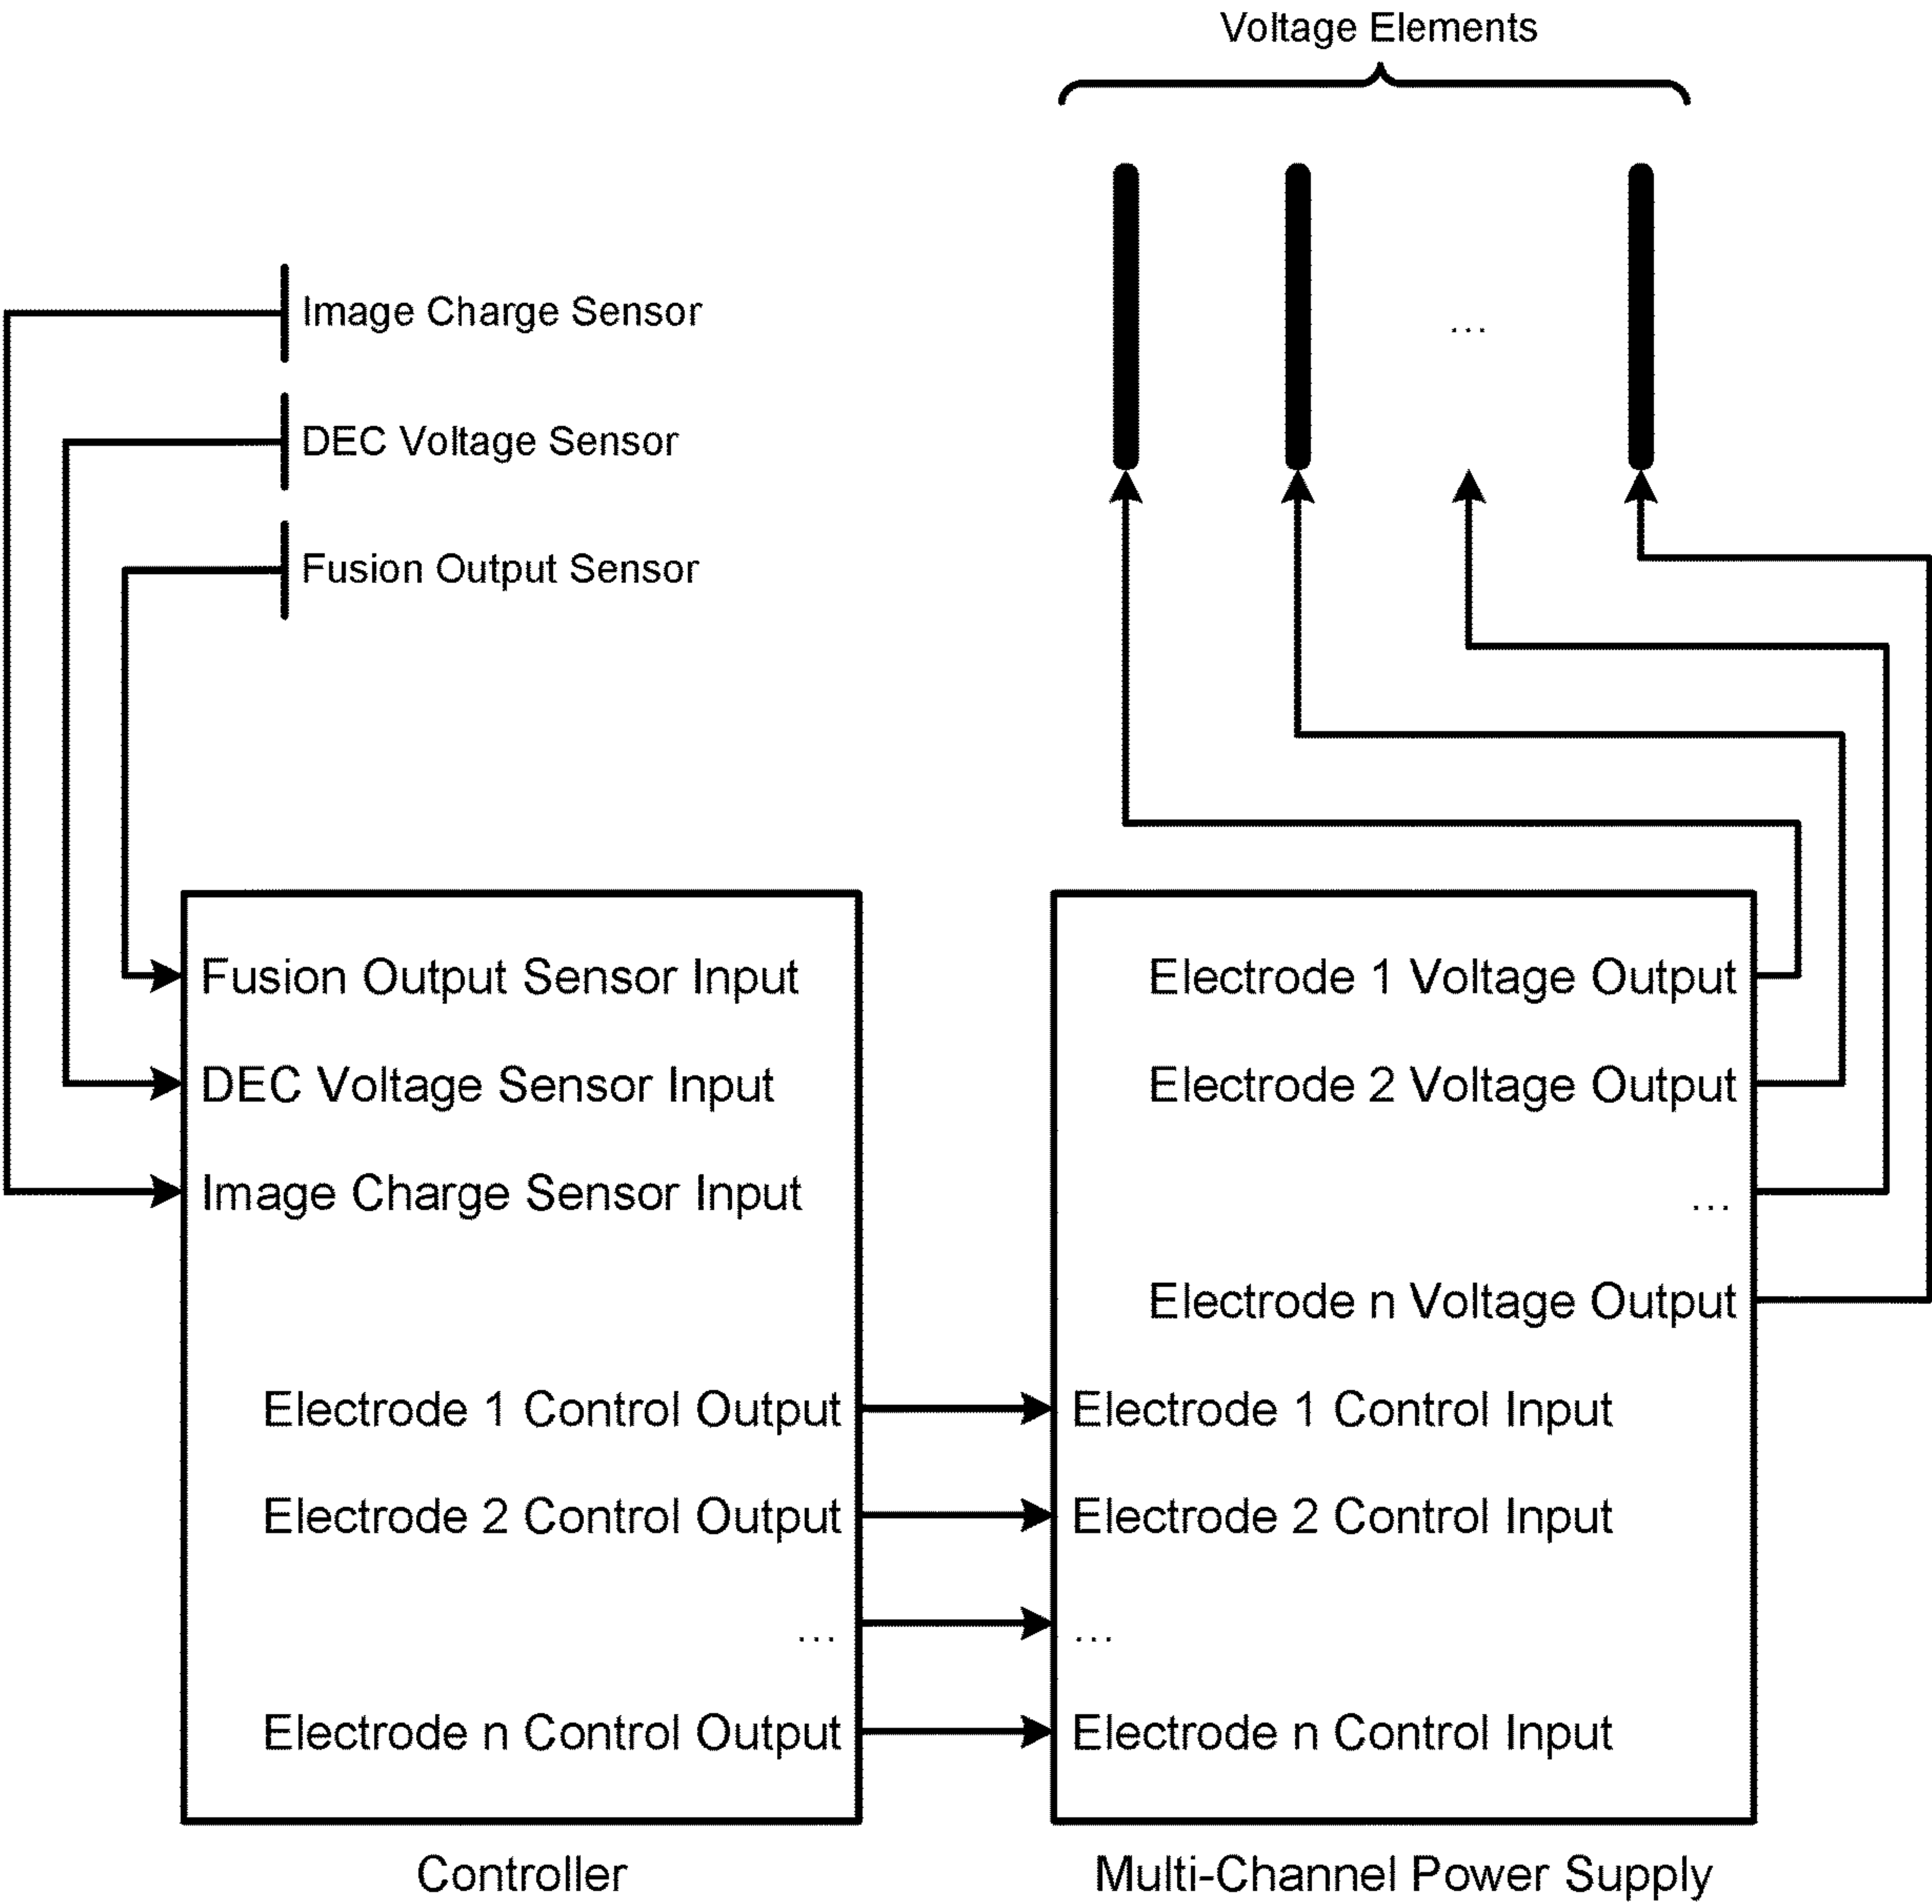 Voltage Elements
Image Charge Sensor
...
DEC Voltage Sensor
Fusion Output Sensor
Fusion Output Sensor Input
DEC Voltage Sensor Input
Image Charge Sensor Input
Electrode 1 Control Output
Electrode 2 Control Output
...
Electrode n Control Output
Controller
Electrode 1 Voltage Output
Electrode 2 Voltage Output
...
Electrode n Voltage Output
Electrode 1 Control Input
Electrode 2 Control Input
...
Electrode n Control Input
Multi-Channel Power Supply